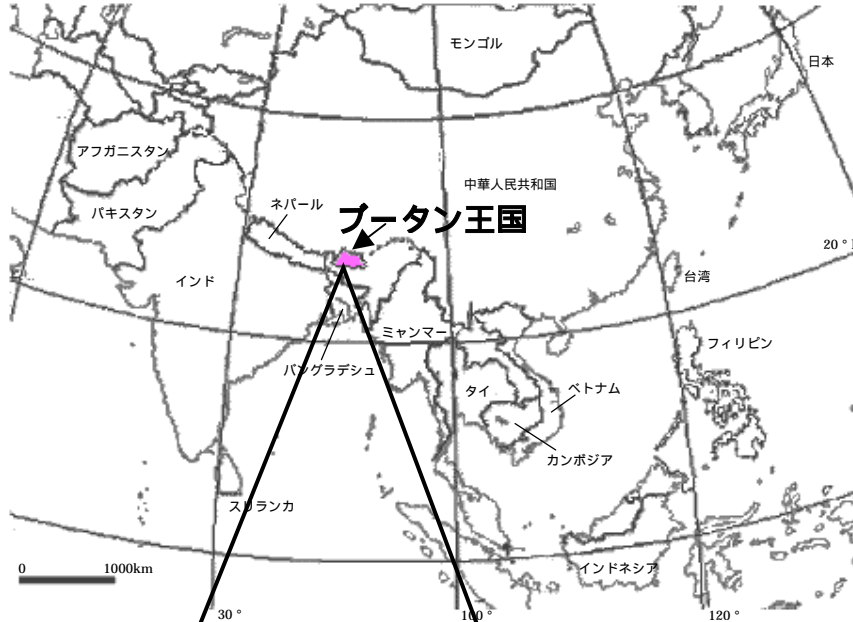 モンゴル
日本
アフガニスタン
中華人民共和国
パキスタン
ネパール
ブータン王国
20°
インド
台湾
ミャンマー
フィリピン
バングラデシュ
タイ
ベトナム
カンボジア
スリランカ
0 1000km
インドネシア
30°
100°
120°